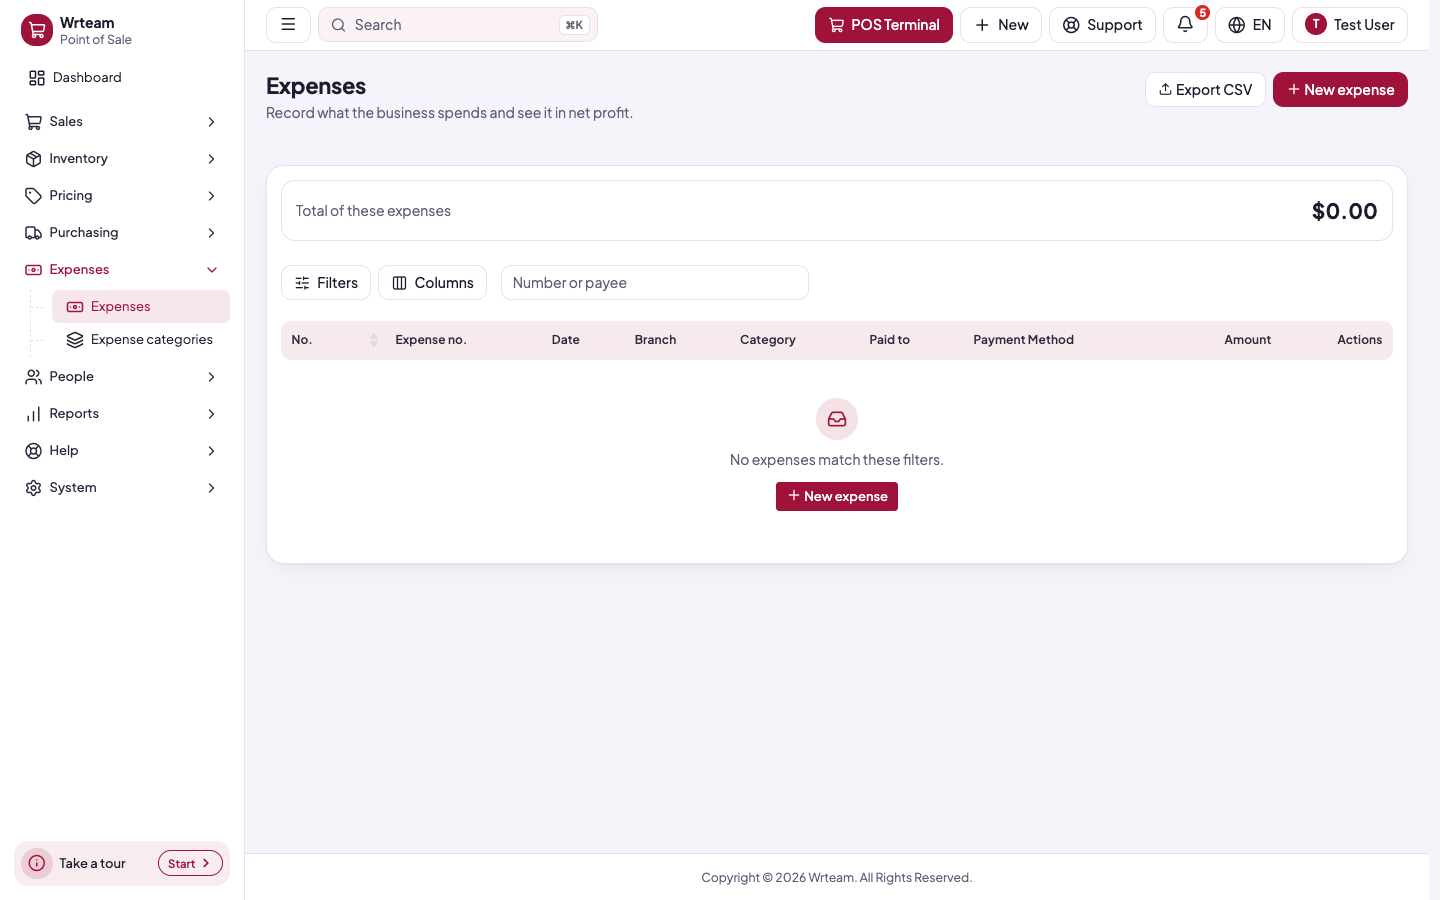 Wrteam
Point of Sale
Dashboard
Sales
Inventory
Pricing
Purchasing
Expenses
Expenses
Expense categories
People
Reports
Help
System
Take a tour
Start
Search
⌘K
POS Terminal
New
Support
5
EN
T
Test User
Expenses
Record what the business spends and see it in net profit.
Export CSV
New expense
Total of these expenses
$0.00
Filters
Columns
Number or payee
No. Expense no. Date Branch Category Paid to Payment Method Amount Actions
No expenses match these filters.
New expense
Copyright © 2026 Wrteam. All Rights Reserved.